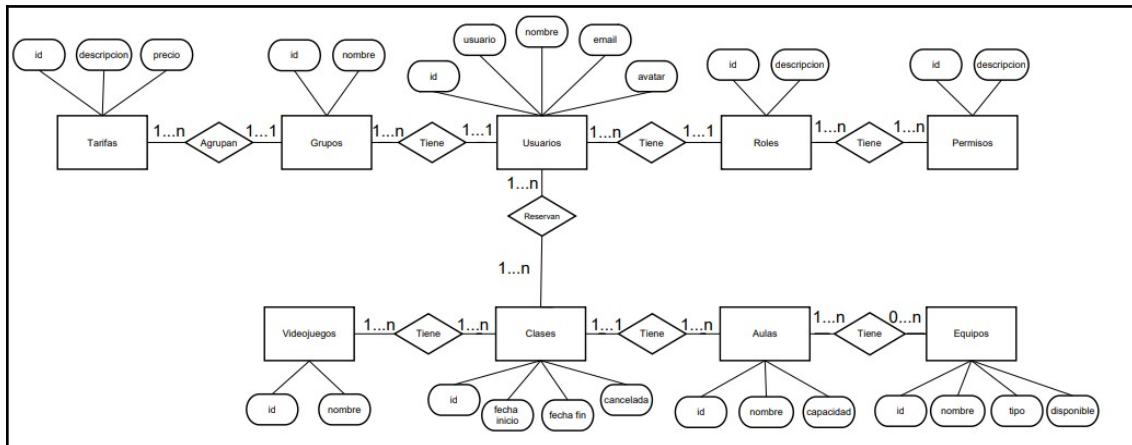 nombre
usuario
email
id
descripcion
precio
id
nombre
id
avatar
id
descripcion
id
descripcion
Tarifas
1...n
Agrupan
1...1
Grupos
1...n
Tiene
1...1
Usuarios
1...n
Tiene
1...1
Roles
1...n
Tiene
1...n
Permisos
1...n
Reservan
1...n
Videojuegos
1...n
Tiene
1...n
Clases
1...1
Tiene
1...n
Aulas
1...n
Tiene
0...n
Equipos
id
nombre
id
fecha
inicio
fecha fin
cancelada
id
nombre
capacidad
id
nombre
tipo
disponible